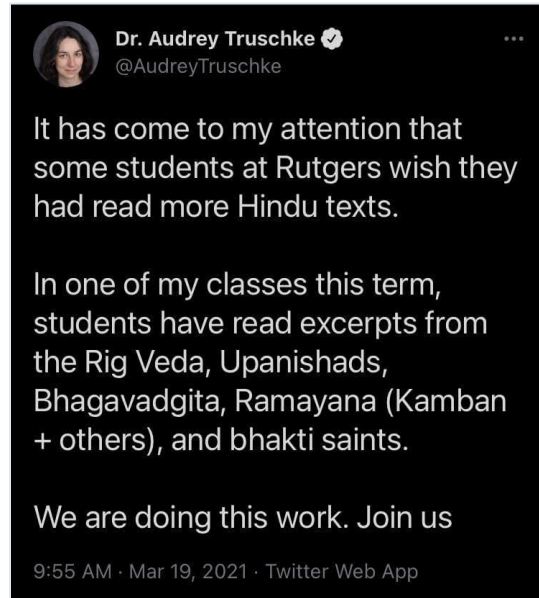 Dr. Audrey Truschke
@AudreyTruschke
It has come to my attention that
some students at Rutgers wish they
had read more Hindu texts.
In one of my classes this term,
students have read excerpts from
the Rig Veda, Upanishads,
Bhagavadgita, Ramayana (Kamban
+ others), and bhakti saints.
We are doing this work. Join us
9:55 AM · Mar 19, 2021 · Twitter Web App